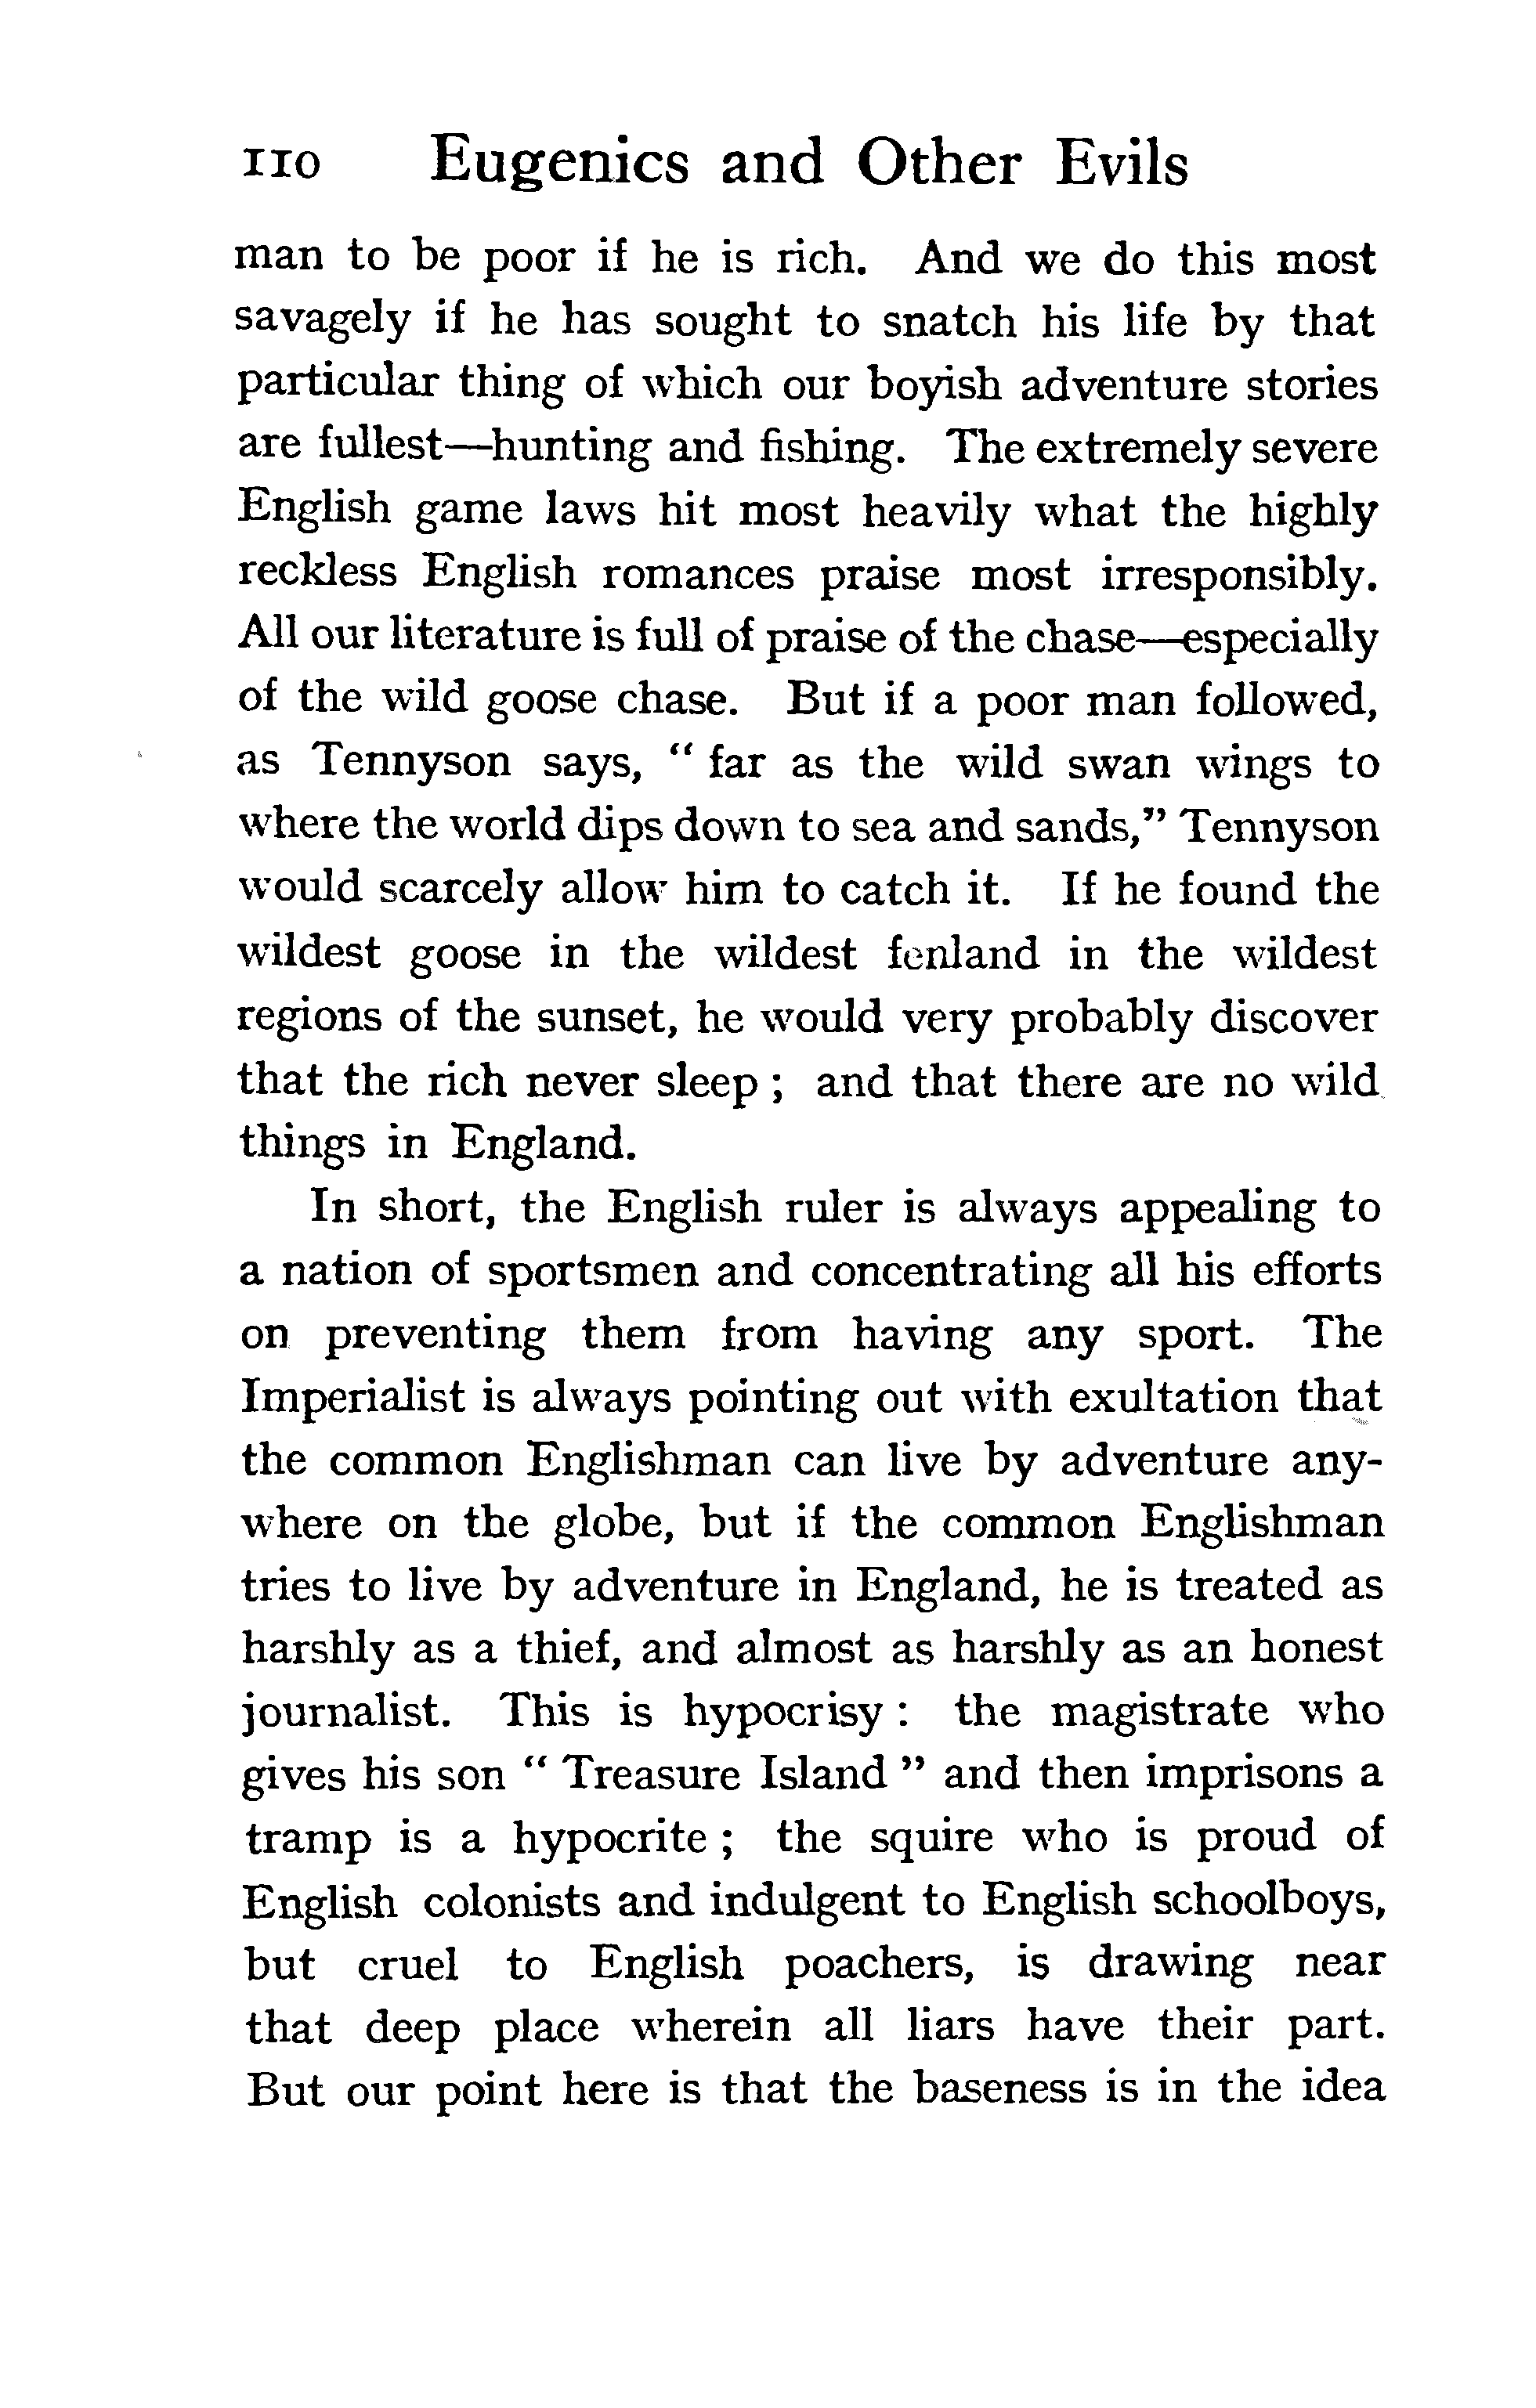 110 Eugenics and Other Evils
man to be poor if he is rich. And we do this most
savagely if he has sought to snatch his life by that
particular thing of which our boyish adventure stories
are fullest—hunting and fishing. The extremely severe
English game laws hit most heavily what the highly
reckless English romances praise most irresponsibly.
All our literature is full of praise of the chase—especially
of the wild goose chase. But if a poor man followed,
as Tennyson says, “ far as the wild swan wings to
where the world dips down to sea and sands,” Tennyson
would scarcely allow him to catch it. If he found the
wildest goose in the wildest fenland in the wildest
regions of the sunset, he would very probably discover
that the rich never sleep ; and that there are no wild
things in England.
In short, the English ruler is always appealing to
a nation of sportsmen and concentrating all his efforts
on preventing them from having any sport. The
Imperialist is always pointing out with exultation that
the common Englishman can live by adventure any-
where on the globe, but if the common Englishman
tries to live by adventure in England, he is treated as
harshly as a thief, and almost as harshly as an honest
journalist. This is hypocrisy : the magistrate who
gives his son “ Treasure Island ” and then imprisons a
tramp is a hypocrite ; the squire who is proud of
English colonists and indulgent to English schoolboys,
but cruel to English poachers, is drawing near
that deep place wherein all liars have their part.
But our point here is that the baseness is in the idea